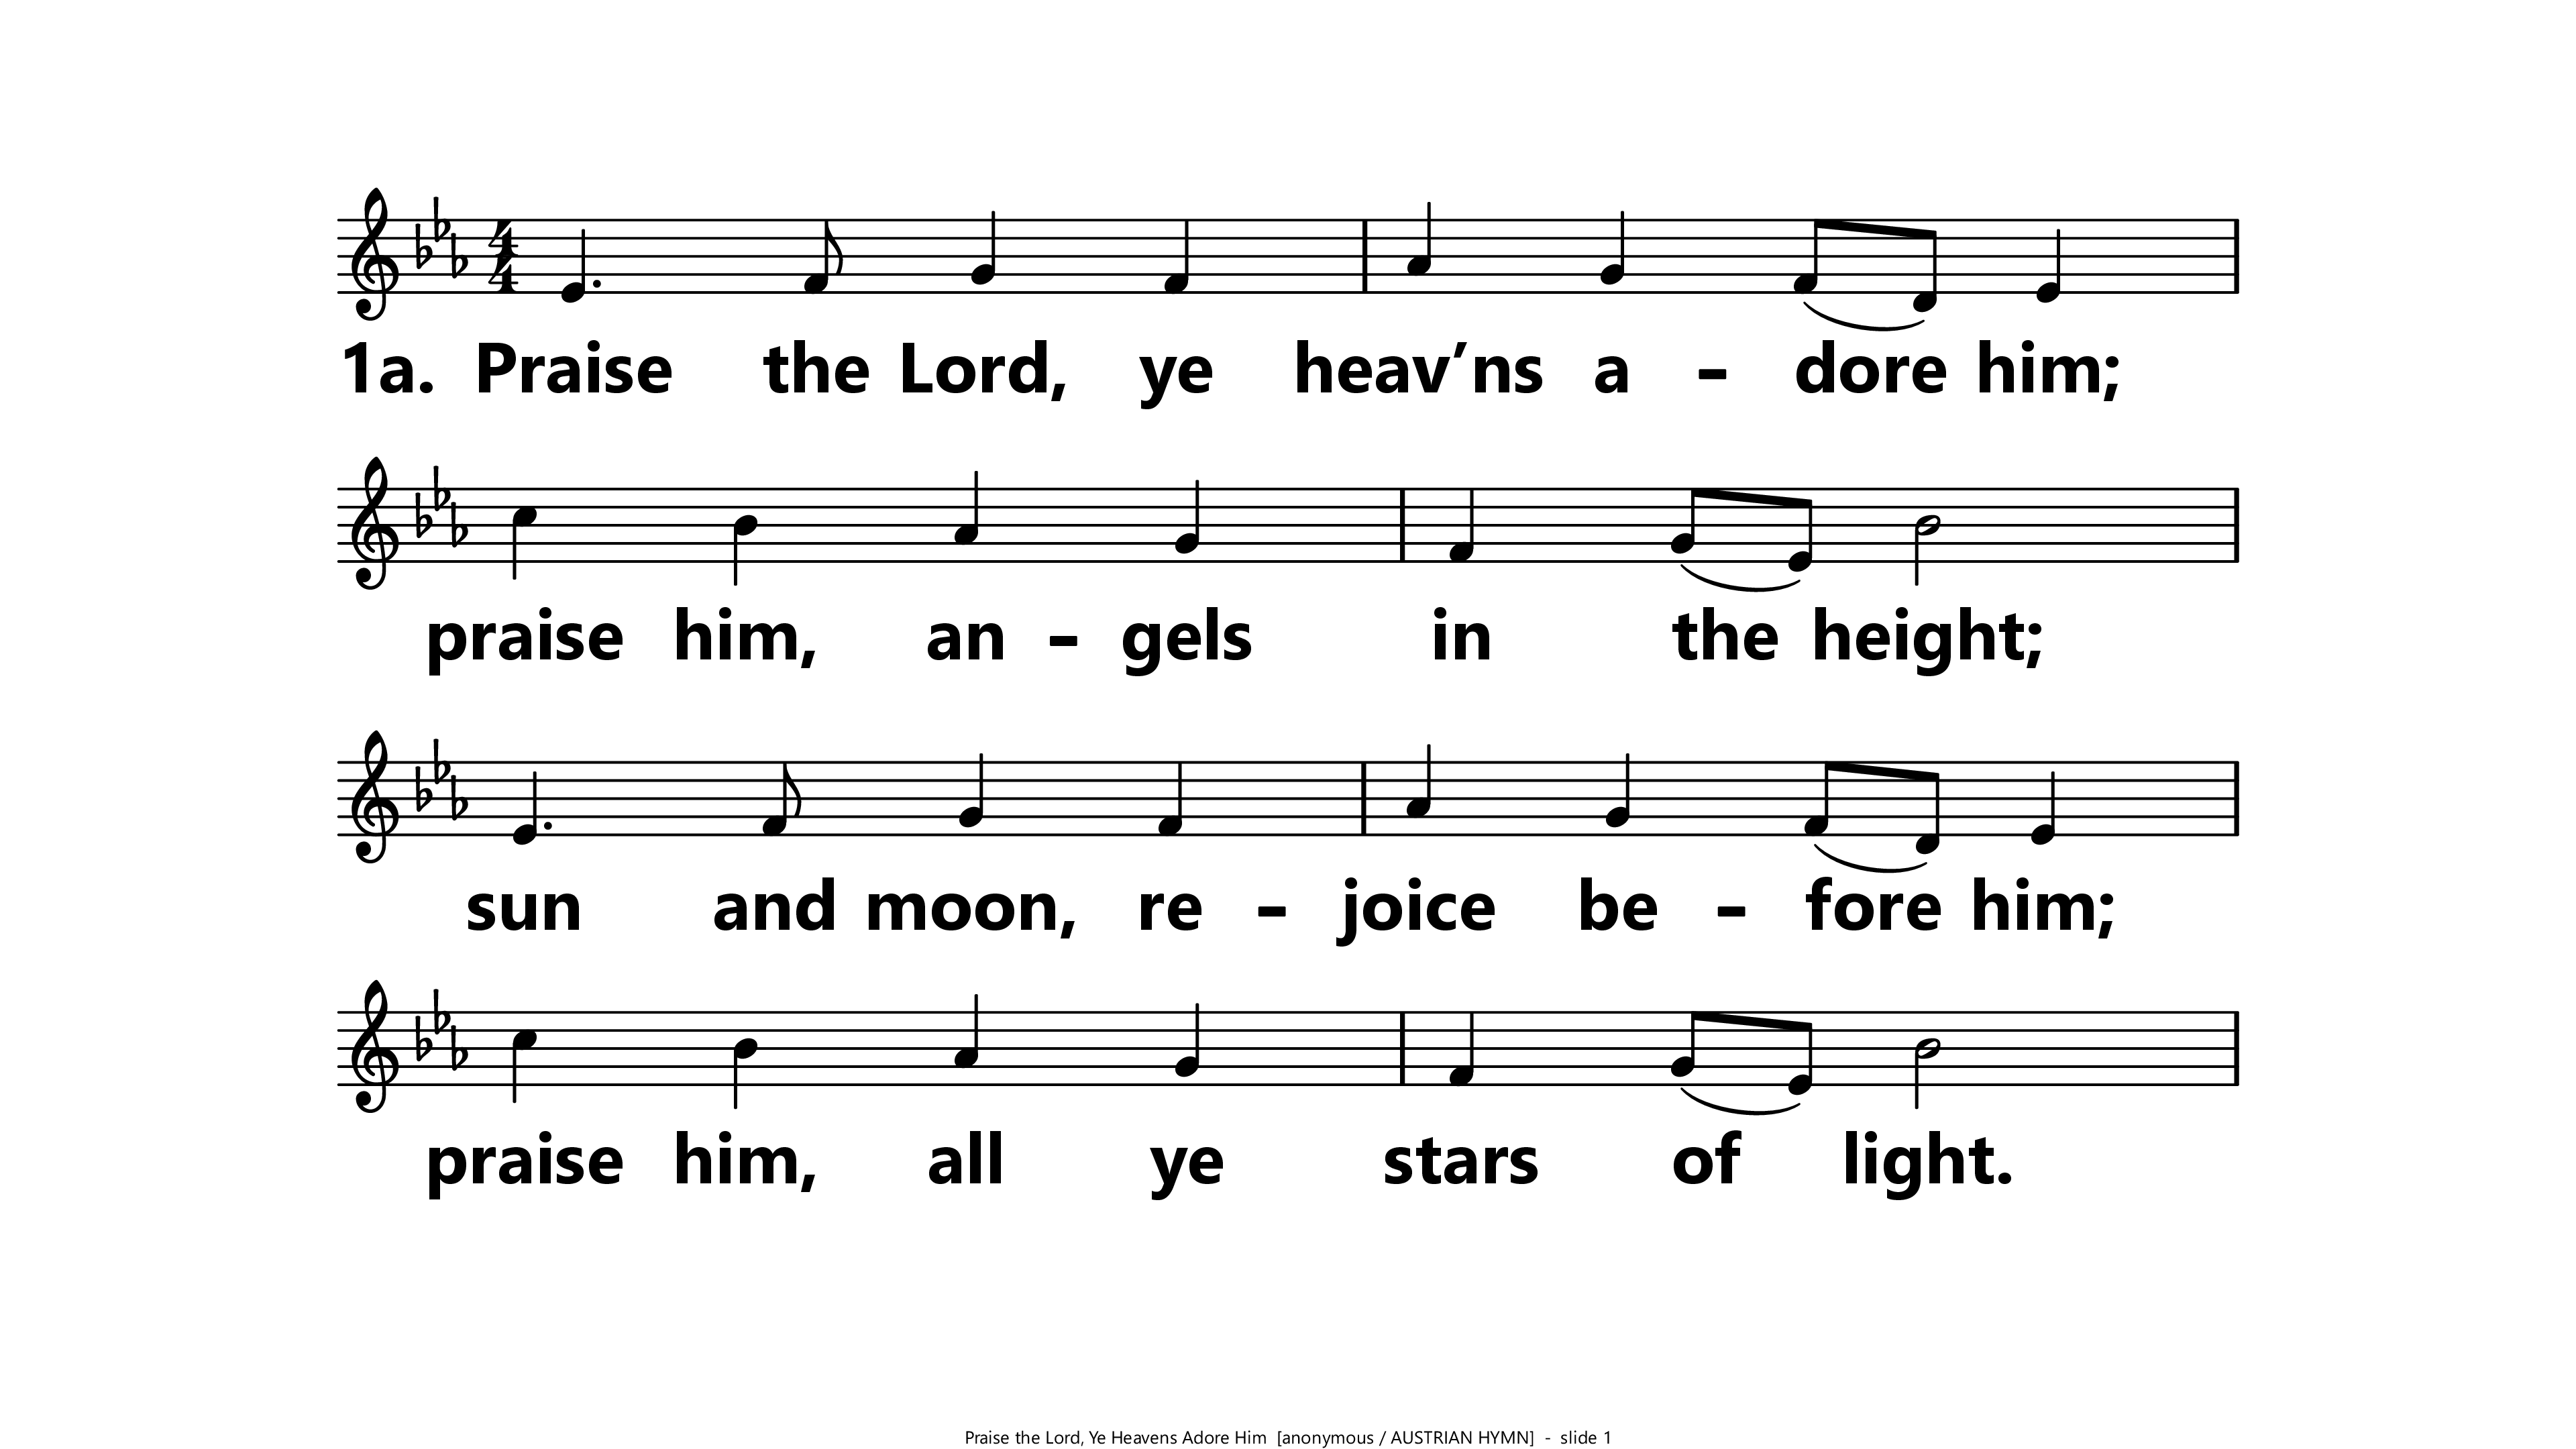 1a. Praise the Lord, ye heav’ns a - dore him;
praise him, an - gels in the height;
sun and moon, re - joice be - fore him;
praise him, all ye stars of light.
Praise the Lord, Ye Heavens Adore Him [anonymous / AUSTRIAN HYMN] - slide 1